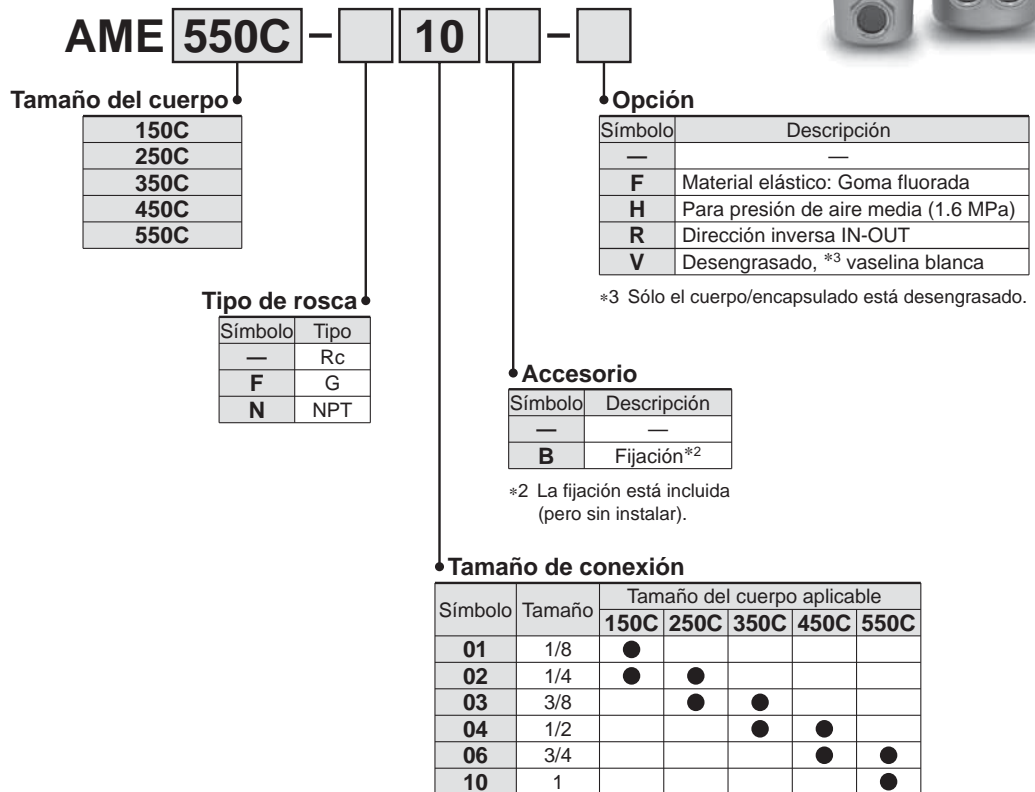 AME 550C – 10 –
Tamaño del cuerpo
150C
250C
350C
450C
550C
Tipo de rosca
Símbolo Tipo
— Rc
F G
N NPT
Opción
Símbolo Descripción
— —
F Material elástico: Goma fluorada
H Para presión de aire media (1.6 MPa)
R Dirección inversa IN-OUT
V Desengrasado, *3 vaselina blanca
*3 Sólo el cuerpo/encapsulado está desengrasado.
Accesorio
Símbolo Descripción
— —
B Fijación*2
*2 La fijación está incluida
(pero sin instalar).
Tamaño de conexión
Símbolo Tamaño Tamaño del cuerpo aplicable
150C 250C 350C 450C 550C
01 1/8 ●
02 1/4 ● ●
03 3/8 ● ●
04 1/2 ● ●
06 3/4 ● ●
10 1 ●